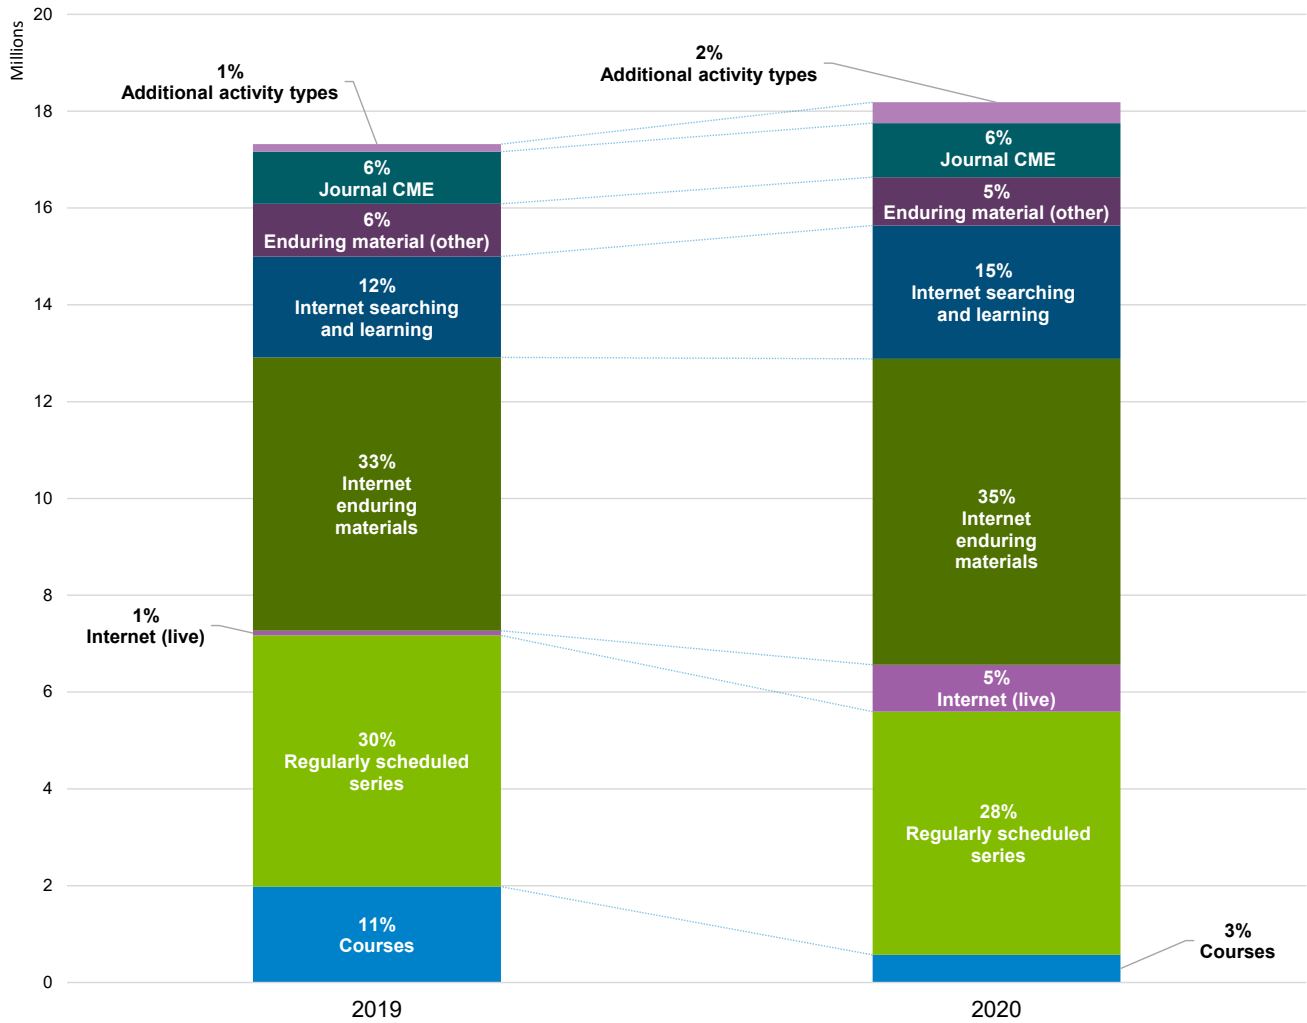 Millions
20
18
16
14
12
10
8
6
4
2
0
1%
Additional activity types
6%
Journal CME
6%
Enduring material (other)
12%
Internet searching
and learning
33%
Internet
enduring
materials
1%
Internet (live)
30%
Regularly scheduled
series
11%
Courses
2019
2%
Additional activity types
6%
Journal CME
5%
Enduring material (other)
15%
Internet searching
and learning
35%
Internet
enduring
materials
5%
Internet (live)
28%
Regularly scheduled
series
3%
Courses
2020